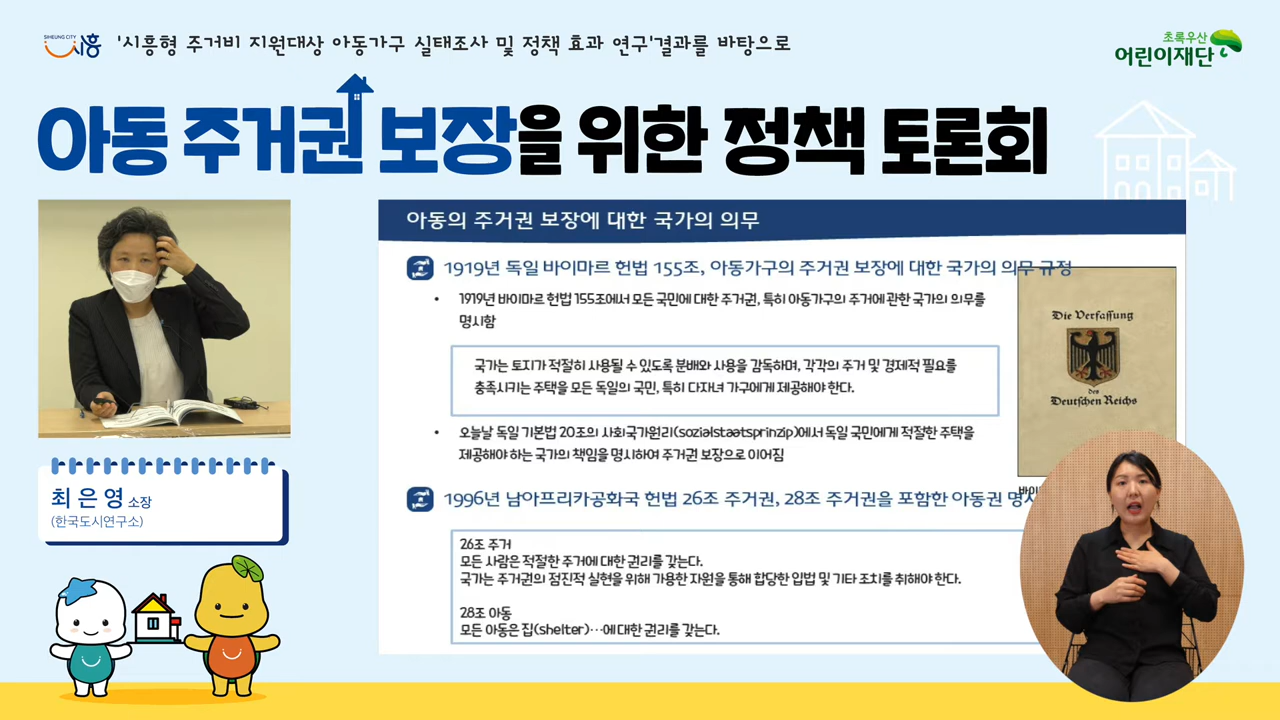 SIHEUNG CITY
시흥
'시흥형 주거비 지원대상 아동가구 실태조사 및 정책 효과 연구'결과를 바탕으로
초록우산
어린이재단
아동 주거권 보장을 위한 정책 토론회
아동의 주거권 보장에 대한 국가의 의무
1919년 독일 바이마르 헌법 155조, 아동가구의 주거권 보장에 대한 국가의 의무 규정
• 1919년 바이마르 헌법 155조에서 모든 국민에 대한 주거권, 특히 아동가구의 주거에 관한 국가의 의무를
명시함
국가는 토지가 적절히 사용될 수 있도록 분배와 사용을 감독하며, 각각의 주거 및 경제적 필요를
충족시키는 주택을 모든 독일의 국민, 특히 다자녀 가구에게 제공해야 한다.
• 오늘날 독일 기본법 20조의 사회국가원리(sozialstaatsprinzip)에서 독일 국민에게 적절한 주택을
제공해야 하는 국가의 책임을 명시하여 주거권 보장으로 이어짐
Die Verfassung
des
Deutschen Reichs
1996년 남아프리카공화국 헌법 26조 주거권, 28조 주거권을 포함한 아동권
26조 주거
모든 사람은 적절한 주거에 대한 권리를 갖는다.
국가는 주거권의 점진적 실현을 위해 가용한 자원을 통해 합당한 입법 및 기타 조치를 취해야 한다.
28조 아동
모든 아동은 집(shelter)…에 대한 권리를 갖는다.
최은영 소장
(한국도시연구소)